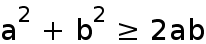 a² + b² ≥ 2ab